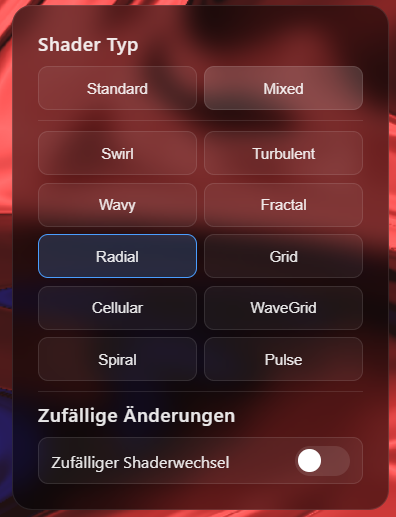 Shader Typ
Standard Mixed
Swirl Turbulent
Wavy Fractal
Radial Grid
Cellular WaveGrid
Spiral Pulse
Zufällige Änderungen
Zufälliger Shaderwechsel